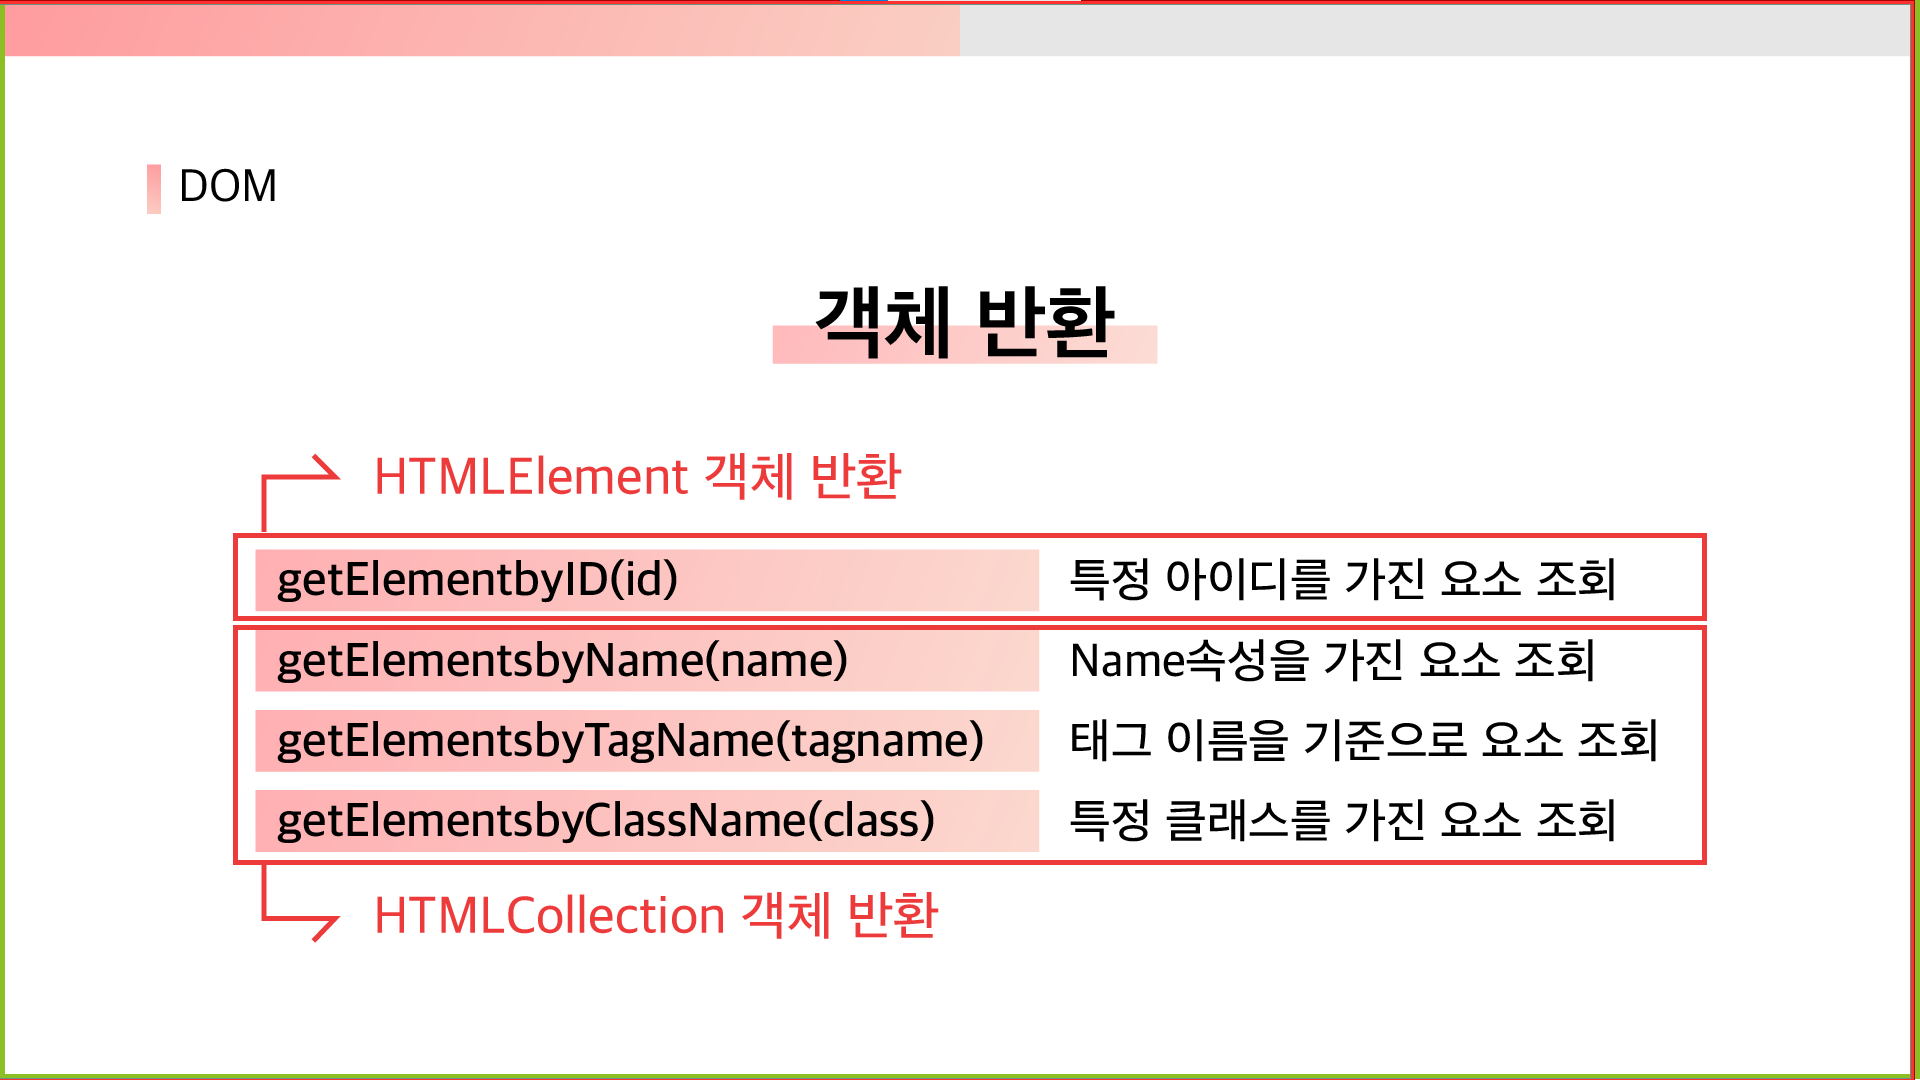 DOM
객체 반환
HTMLElement 객체 반환
getElementbyID(id) 특정 아이디를 가진 요소 조회
getElementsbyName(name) Name속성을 가진 요소 조회
getElementsbyTagName(tagname) 태그 이름을 기준으로 요소 조회
getElementsbyClassName(class) 특정 클래스를 가진 요소 조회
HTMLCollection 객체 반환